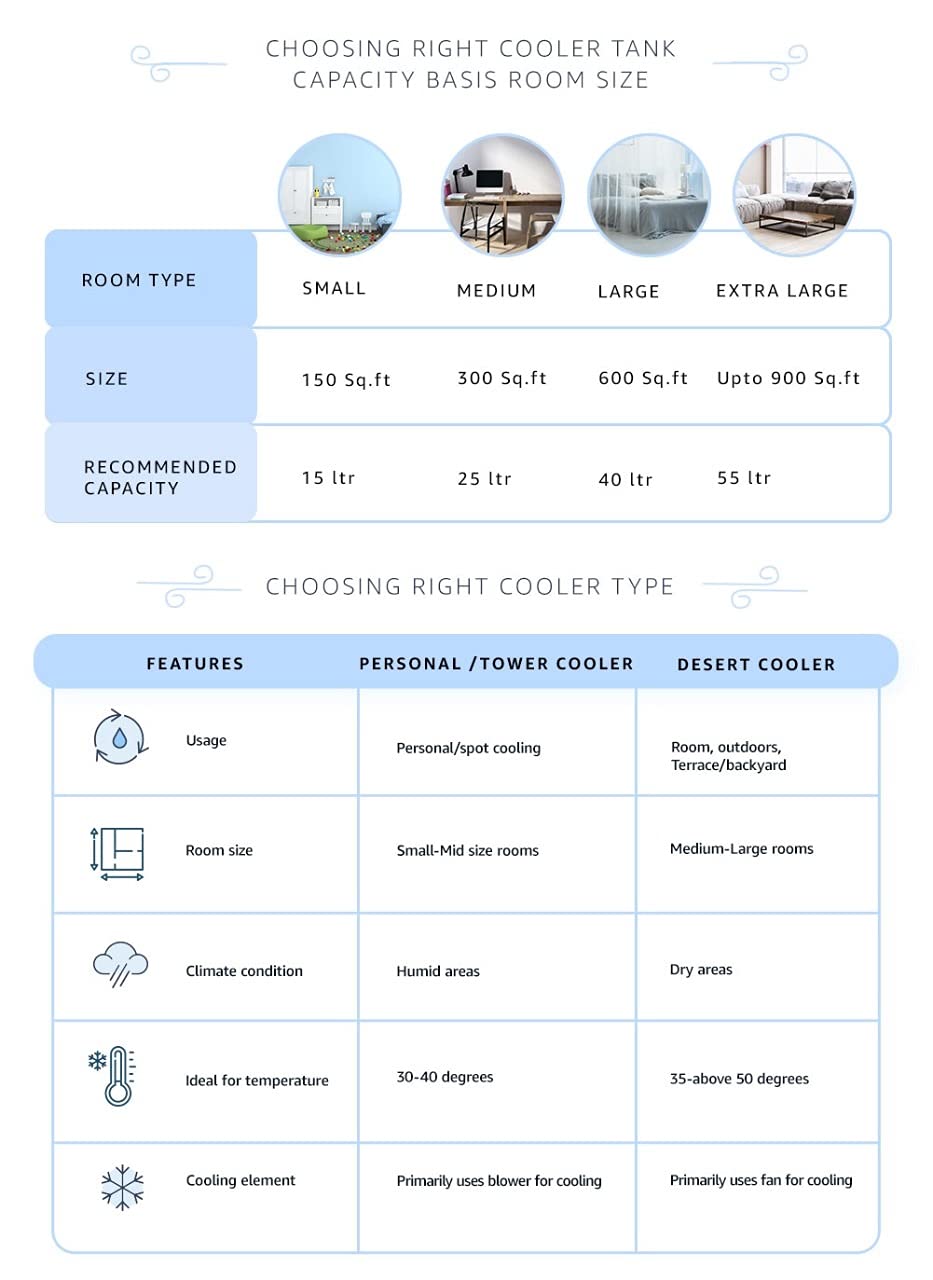 CHOOSING RIGHT COOLER TANK
CAPACITY BASIS ROOM SIZE
ROOM TYPE SMALL MEDIUM LARGE EXTRA LARGE
SIZE 150 Sq.ft 300 Sq.ft 600 Sq.ft Upto 900 Sq.ft
RECOMMENDED
CAPACITY 15 ltr 25 ltr 40 ltr 55 ltr
CHOOSING RIGHT COOLER TYPE
FEATURES PERSONAL /TOWER COOLER DESERT COOLER
Usage Personal/spot cooling Room, outdoors,
Terrace/backyard
Room size Small-Mid size rooms Medium-Large rooms
Climate condition Humid areas Dry areas
Ideal for temperature 30-40 degrees 35-above 50 degrees
Cooling element Primarily uses blower for cooling Primarily uses fan for cooling